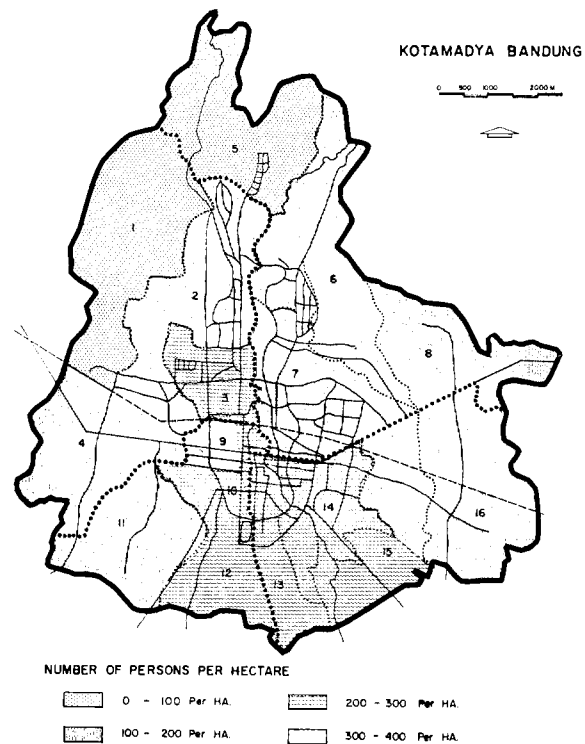 KOTAMADYA BANDUNG
0 500 1000 2000 M
5
1
2
6
8
7
3
4
9
10
14
16
11
15
12
13
NUMBER OF PERSONS PER HECTARE
0 - 100 Per HA.
200 - 300 Per HA.
100 - 200 Per HA.
300 - 400 Per HA.